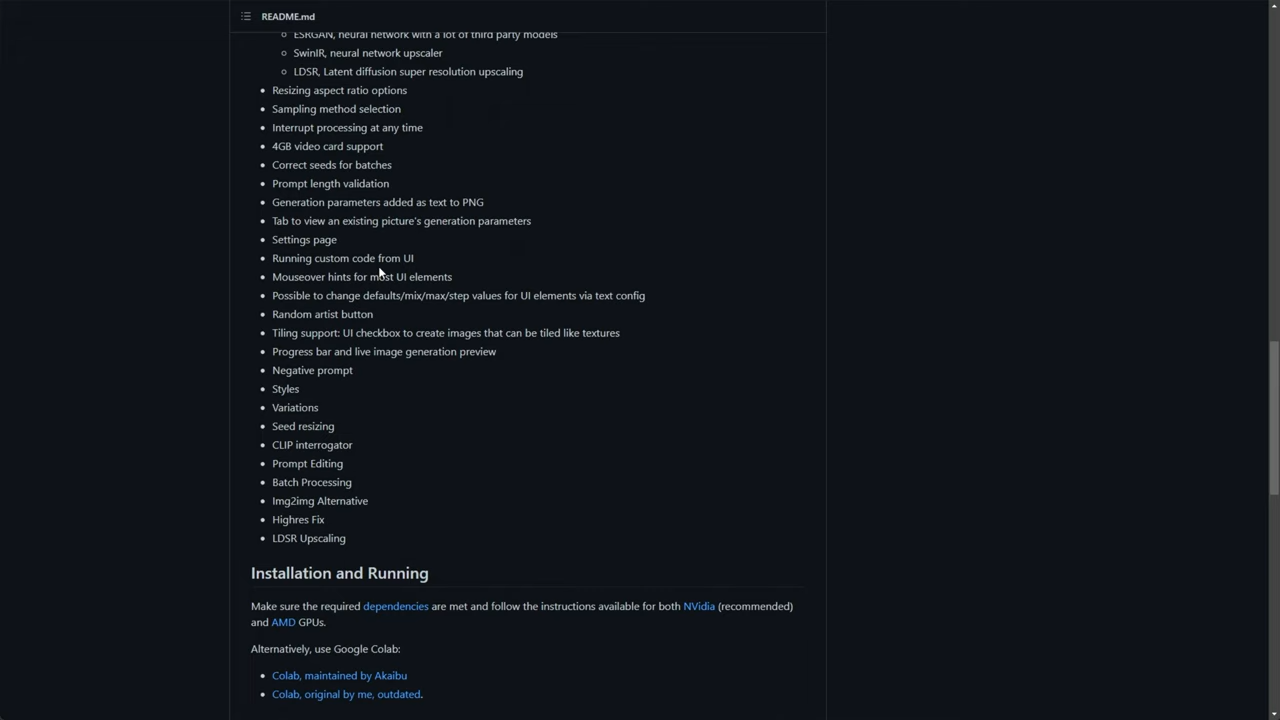 README.md
ESRGAN, neural network with a lot of third party models
SwinIR, neural network upscaler
LDSR, Latent diffusion super resolution upscaling
Resizing aspect ratio options
Sampling method selection
Interrupt processing at any time
4GB video card support
Correct seeds for batches
Prompt length validation
Generation parameters added as text to PNG
Tab to view an existing picture's generation parameters
Settings page
Running custom code from UI
Mouseover hints for most UI elements
Possible to change defaults/mix/max/step values for UI elements via text config
Random artist button
Tiling support: UI checkbox to create images that can be tiled like textures
Progress bar and live image generation preview
Negative prompt
Styles
Variations
Seed resizing
CLIP interrogator
Prompt Editing
Batch Processing
Img2img Alternative
Highres Fix
LDSR Upscaling
Installation and Running
Make sure the required dependencies are met and follow the instructions available for both NVidia (recommended)
and AMD GPUs.
Alternatively, use Google Colab:
Colab, maintained by Akaibu
Colab, original by me, outdated.